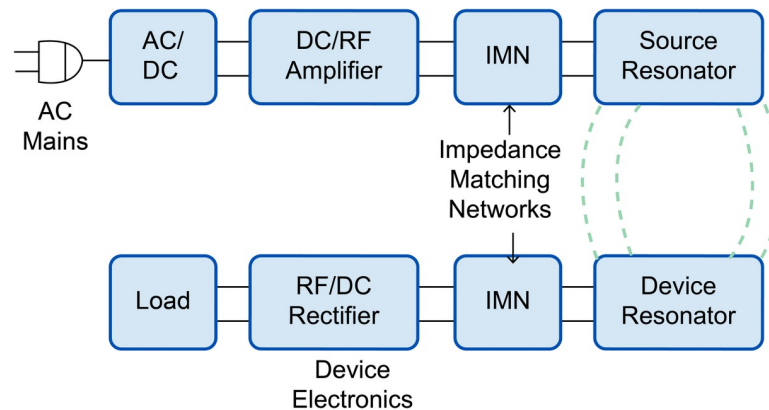 AC/
DC
DC/RF
Amplifier
IMN
Source
Resonator
AC
Mains
Impedance
Matching
Networks
Load
RF/DC
Rectifier
IMN
Device
Resonator
Device
Electronics